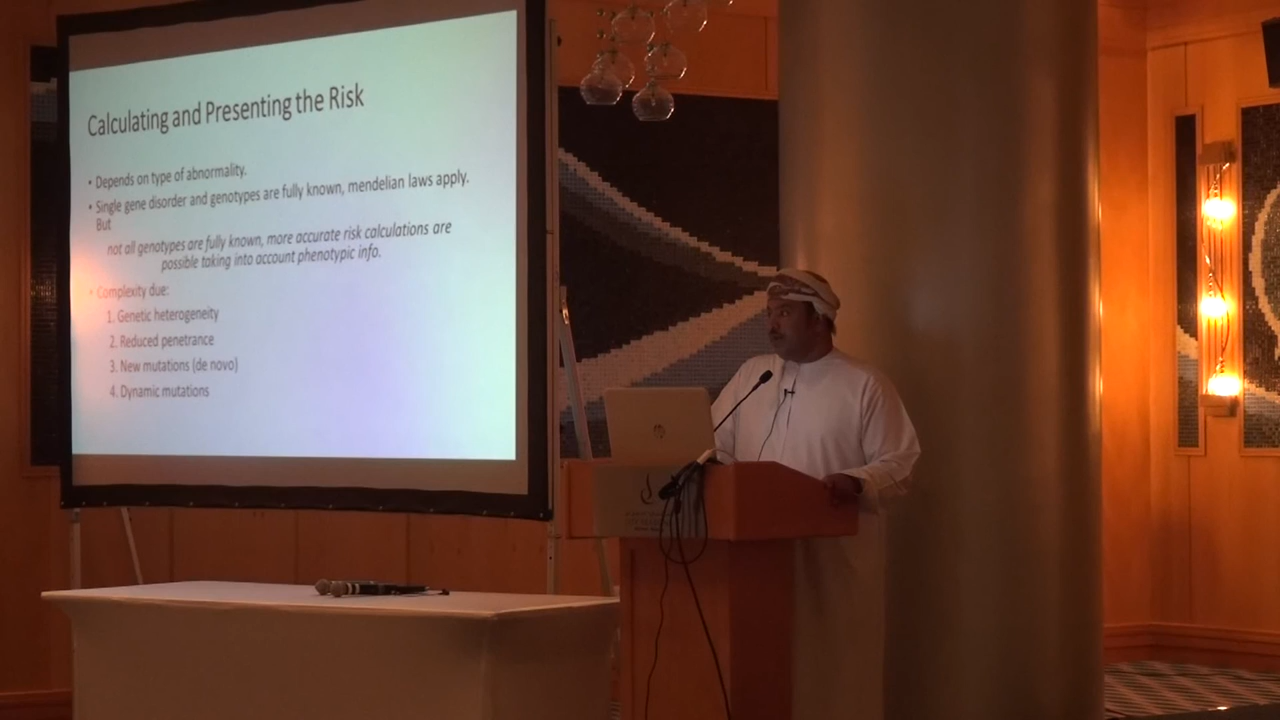 Calculating and Presenting the Risk
• Depends on type of abnormality.
• Single gene disorder and genotypes are fully known, mendelian laws apply.
But
not all genotypes are fully known, more accurate risk calculations are
possible taking into account phenotypic info.
• Complexity due:
1. Genetic heterogeneity
2. Reduced penetrance
3. New mutations (de novo)
4. Dynamic mutations
hp